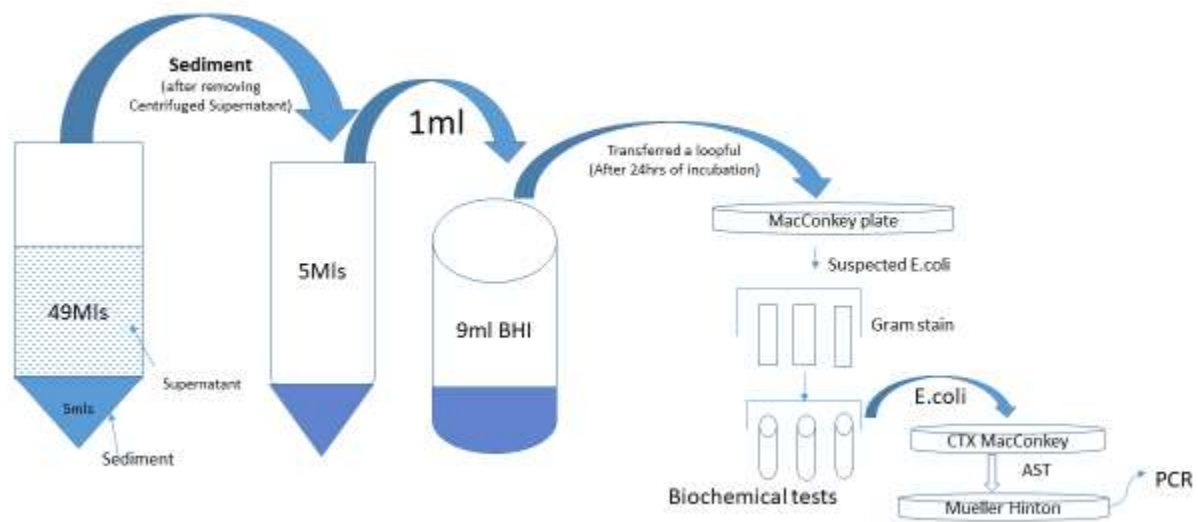 Sediment
(after removing
Centrifuged Supernatant)
49Mls
5mls
Supernatant
Sediment
5Mls
1ml
9ml BHI
Transferred a loopful
(After 24hrs of incubation)
MacConkey plate
Suspected E.coli
Gram stain
Biochemical tests
E.coli
CTX MacConkey
AST
Mueller Hinton
PCR